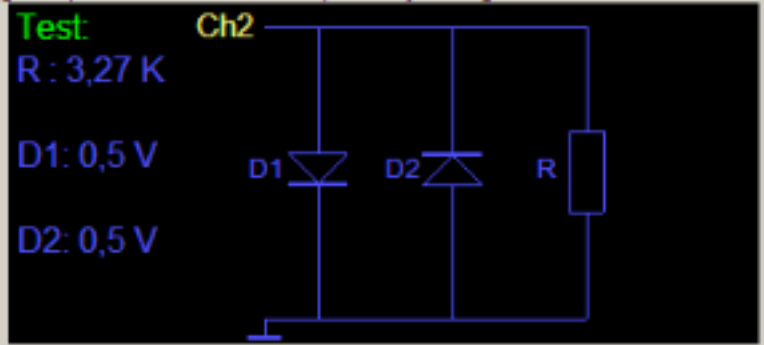 Test: Ch2
R : 3,27 K
D1: 0,5 V
D1 D2 R
D2: 0,5 V